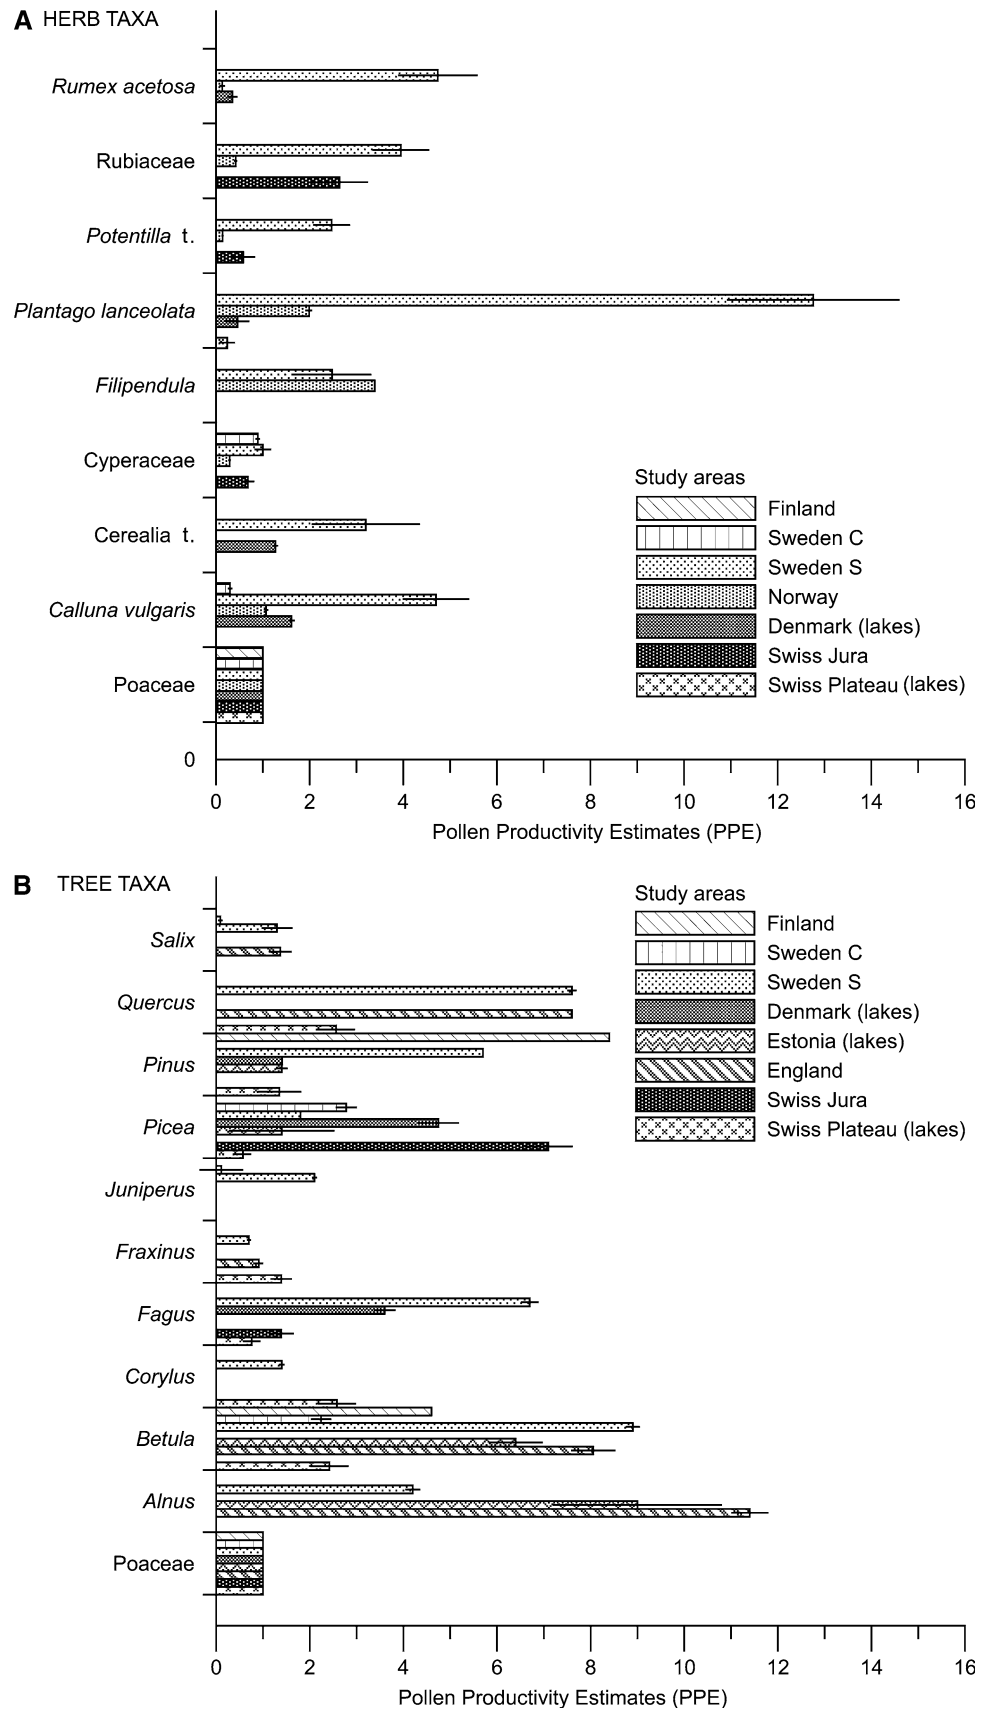 A HERB TAXA
Rumex acetosa
Rubiaceae
Potentilla t.
Plantago lanceolata
Filipendula
Cyperaceae
Cerealia t.
Calluna vulgaris
Poaceae
0
Study areas
Finland
Sweden C
Sweden S
Norway
Denmark (lakes)
Swiss Jura
Swiss Plateau (lakes)
0 2 4 6 8 10 12 14 16
Pollen Productivity Estimates (PPE)
B TREE TAXA
Salix
Quercus
Pinus
Picea
Juniperus
Fraxinus
Fagus
Corylus
Betula
Alnus
Poaceae
Study areas
Finland
Sweden C
Sweden S
Denmark (lakes)
Estonia (lakes)
England
Swiss Jura
Swiss Plateau (lakes)
0 2 4 6 8 10 12 14 16
Pollen Productivity Estimates (PPE)